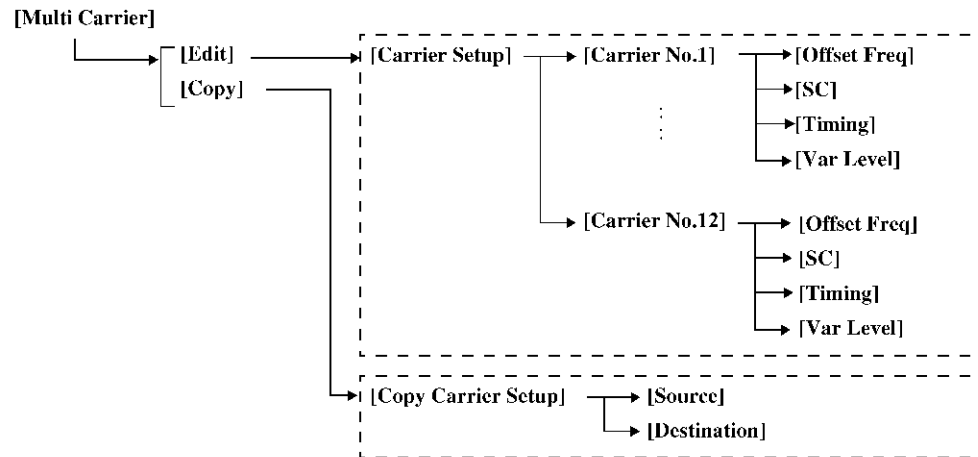 [Multi Carrier]
[Edit]
[Copy]
[Carrier Setup]
[Carrier No.1]
[Offset Freq]
[SC]
[Timing]
[Var Level]
[Carrier No.12]
[Offset Freq]
[SC]
[Timing]
[Var Level]
[Copy Carrier Setup]
[Source]
[Destination]